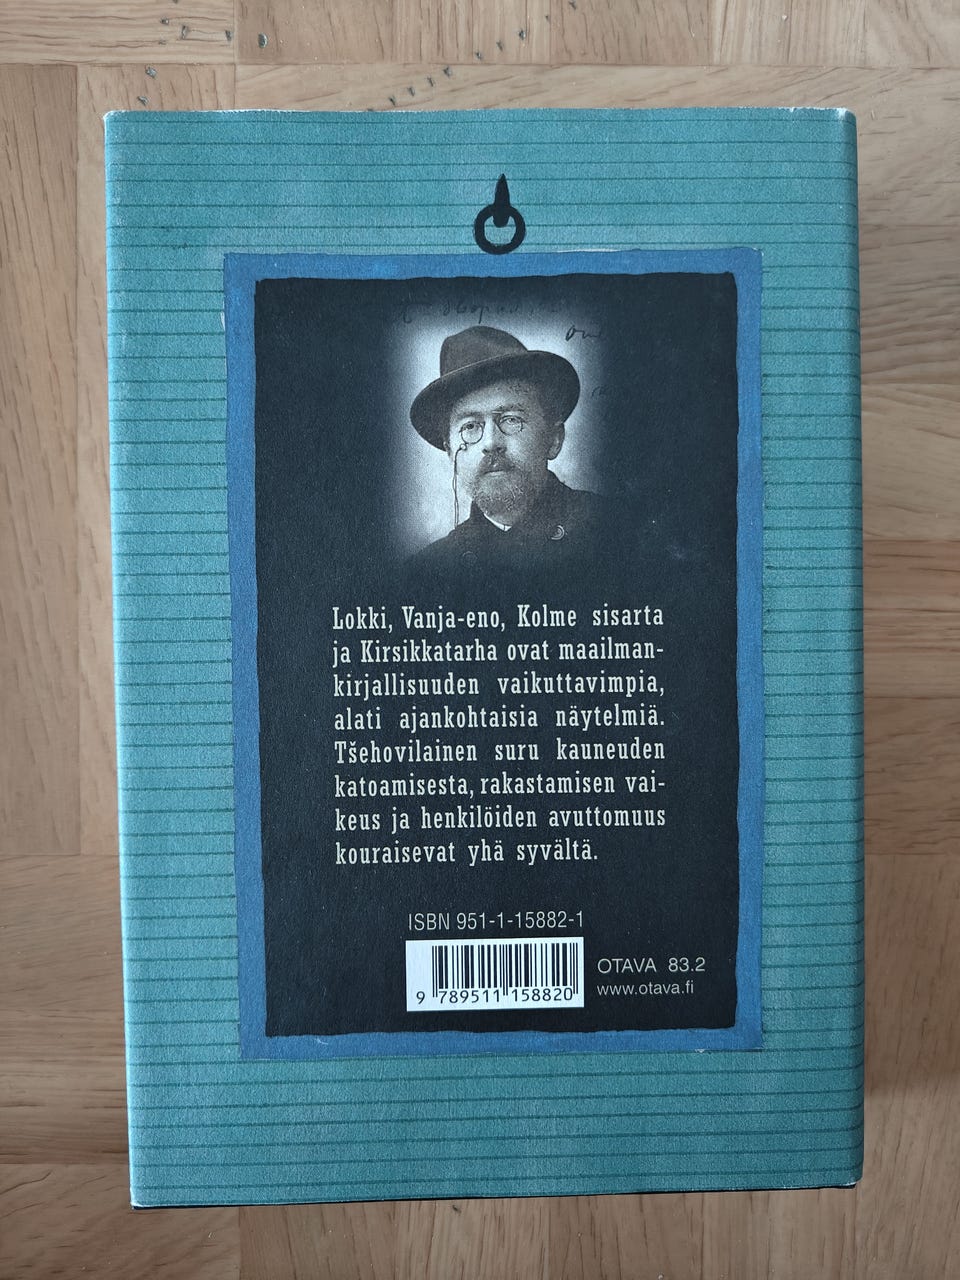 Lokki, Vanja-eno, Kolme sisarta
ja Kirsikkatarha ovat maailman-
kirjallisuuden vaikuttavimpia,
alati ajankohtaisia näytelmiä.
Tšehovilainen suru kauneuden
katoamisesta, rakastamisen vai-
keus ja henkilöiden avuttomuus
kouraisevat yhä syvältä.
ISBN 951-1-15882-1
9 789511 158820
OTAVA 83.2
www.otava.fi